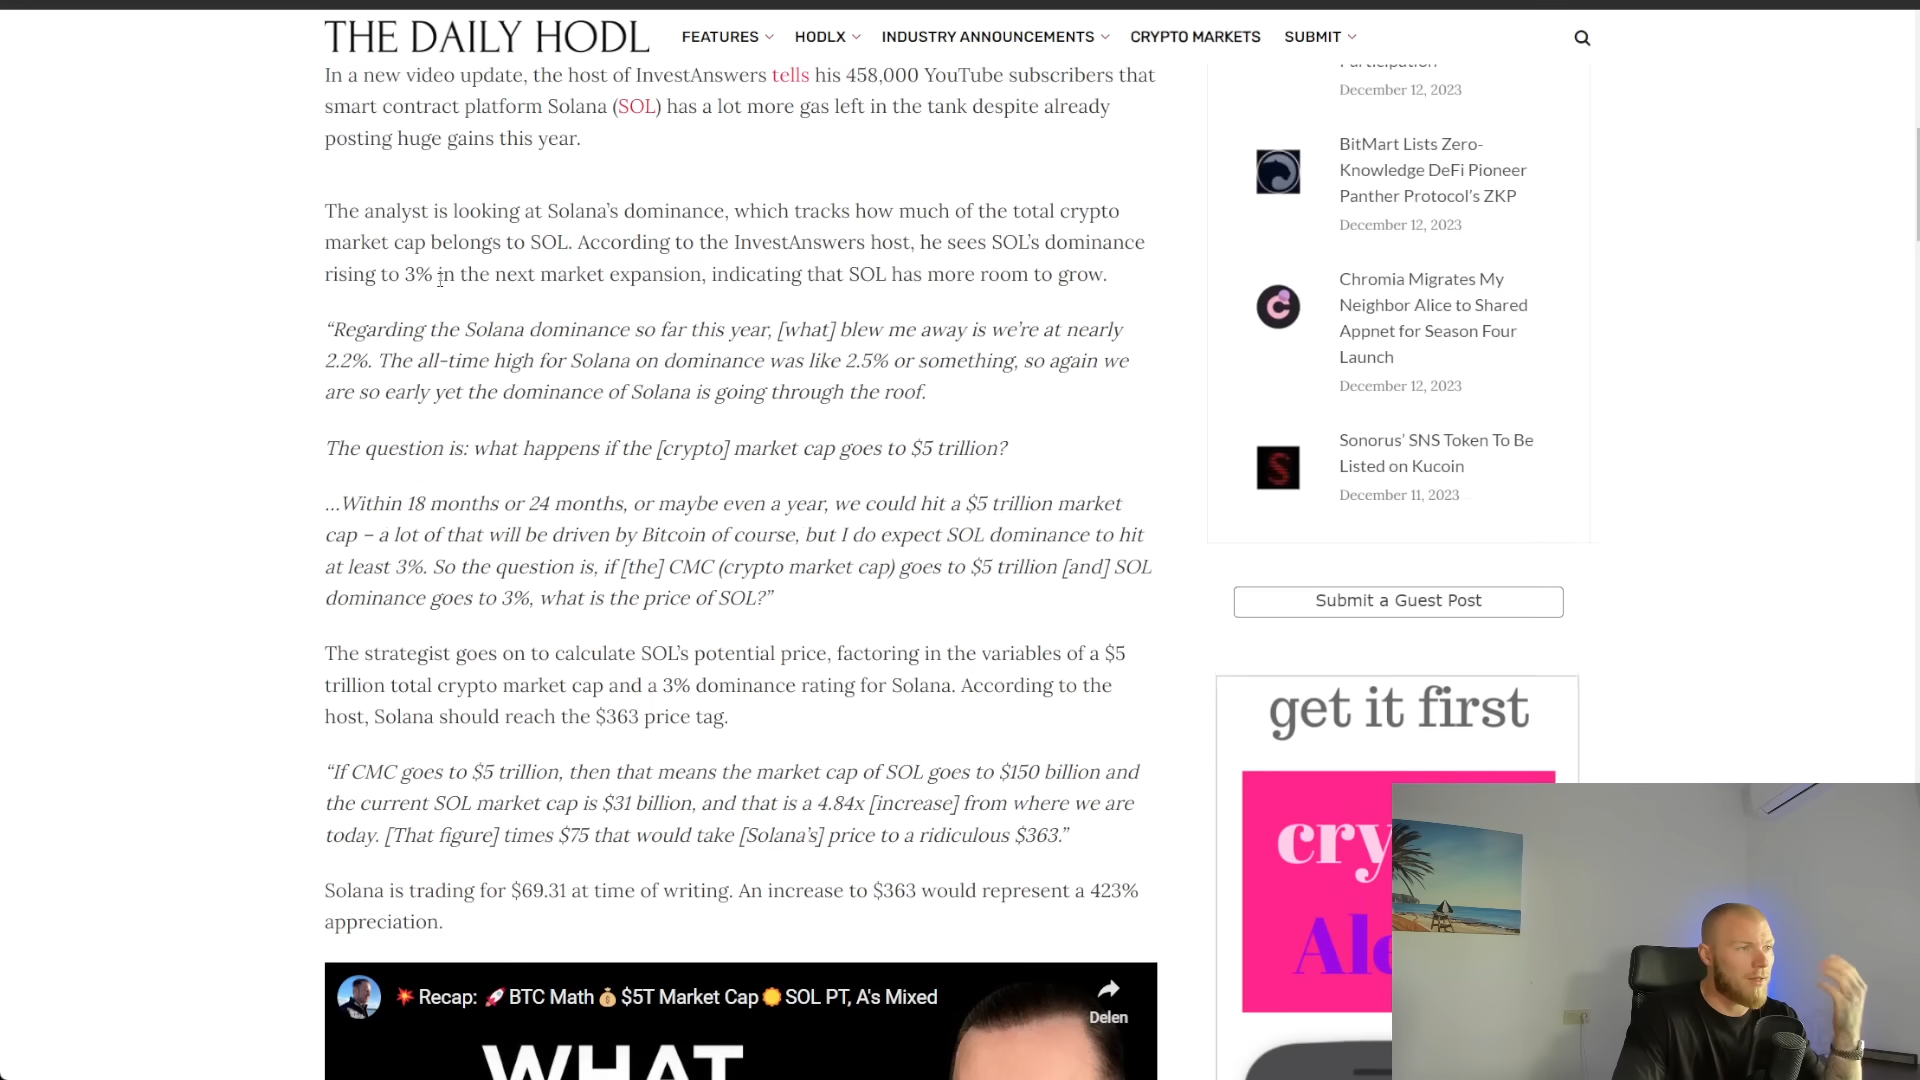 THE DAILY HODL
FEATURES
HODLX
INDUSTRY ANNOUNCEMENTS
CRYPTO MARKETS
SUBMIT
In a new video update, the host of InvestAnswers tells his 458,000 YouTube subscribers that
smart contract platform Solana (SOL) has a lot more gas left in the tank despite already
posting huge gains this year.
The analyst is looking at Solana’s dominance, which tracks how much of the total crypto
market cap belongs to SOL. According to the InvestAnswers host, he sees SOL’s dominance
rising to 3% in the next market expansion, indicating that SOL has more room to grow.
“Regarding the Solana dominance so far this year, [what] blew me away is we’re at nearly
2.2%. The all-time high for Solana on dominance was like 2.5% or something, so again we
are so early yet the dominance of Solana is going through the roof.
The question is: what happens if the [crypto] market cap goes to $5 trillion?
…Within 18 months or 24 months, or maybe even a year, we could hit a $5 trillion market
cap – a lot of that will be driven by Bitcoin of course, but I do expect SOL dominance to hit
at least 3%. So the question is, if [the] CMC (crypto market cap) goes to $5 trillion [and] SOL
dominance goes to 3%, what is the price of SOL?”
The strategist goes on to calculate SOL’s potential price, factoring in the variables of a $5
trillion total crypto market cap and a 3% dominance rating for Solana. According to the
host, Solana should reach the $363 price tag.
“If CMC goes to $5 trillion, then that means the market cap of SOL goes to $150 billion and
the current SOL market cap is $31 billion, and that is a 4.84x [increase] from where we are
today. [That figure] times $75 that would take [Solana’s] price to a ridiculous $363.”
Solana is trading for $69.31 at time of writing. An increase to $363 would represent a 423%
appreciation.
Recap: BTC Math $5T Market Cap SOL PT, A's Mixed
Delen
WHAT
Participation
December 12, 2023
BitMart Lists Zero-
Knowledge DeFi Pioneer
Panther Protocol’s ZKP
December 12, 2023
Chromia Migrates My
Neighbor Alice to Shared
Appnet for Season Four
Launch
December 12, 2023
Sonorus’ SNS Token To Be
Listed on Kucoin
December 11, 2023
Submit a Guest Post
get it first
cry
Ale